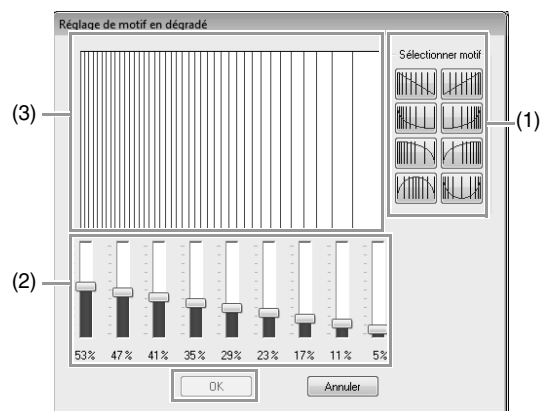 Réglage de motif en dégradé
Sélectionner motif
(3)
(1)
(2)
53% 47% 41% 35% 29% 23% 17% 11% 5%
OK Annuler